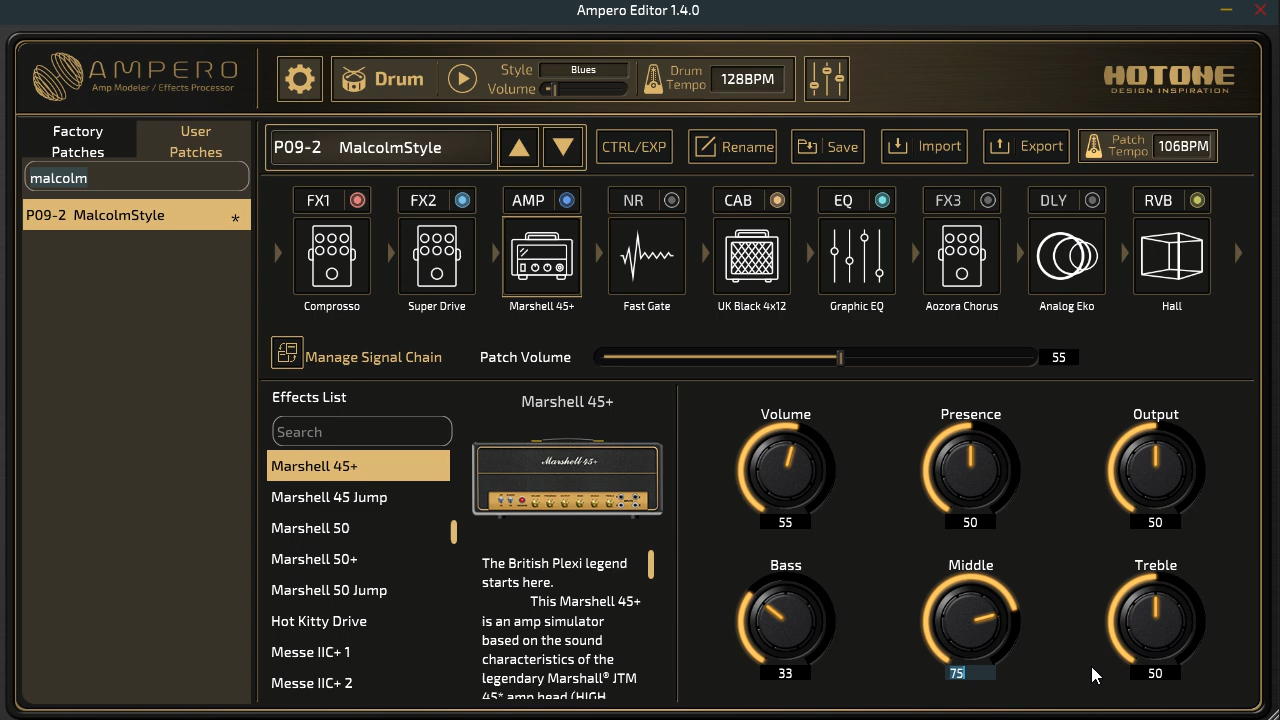 Ampero Editor 1.4.0
AMPERO
Amp Modeler / Effects Processor
Drum
Style
Blues
Volume
Drum
Tempo
128BPM
HOTONE
DESIGN INSPIRATION
Factory
Patches
User
Patches
malcolm
P09-2 MalcolmStyle *
P09-2 MalcolmStyle
CTRL/EXP
Rename
Save
Import
Export
Patch
Tempo
106BPM
FX1
FX2
AMP
NR
CAB
EQ
FX3
DLY
RVB
Comprosso
Super Drive
Marshell 45+
Fast Gate
UK Black 4x12
Graphic EQ
Aozora Chorus
Analog Eko
Hall
Manage Signal Chain
Patch Volume
55
Effects List
Search
Marshell 45+
Marshell 45 Jump
Marshell 50
Marshell 50+
Marshell 50 Jump
Hot Kitty Drive
Messe IIC+ 1
Messe IIC+ 2
Marshell 45+
Marshell 45+
The British Plexi legend
starts here.
This Marshell 45+
is an amp simulator
based on the sound
characteristics of the
legendary Marshall® JTM
45* amp head (HIGH
Volume
Presence
Output
55
50
50
Bass
Middle
Treble
33
75
50